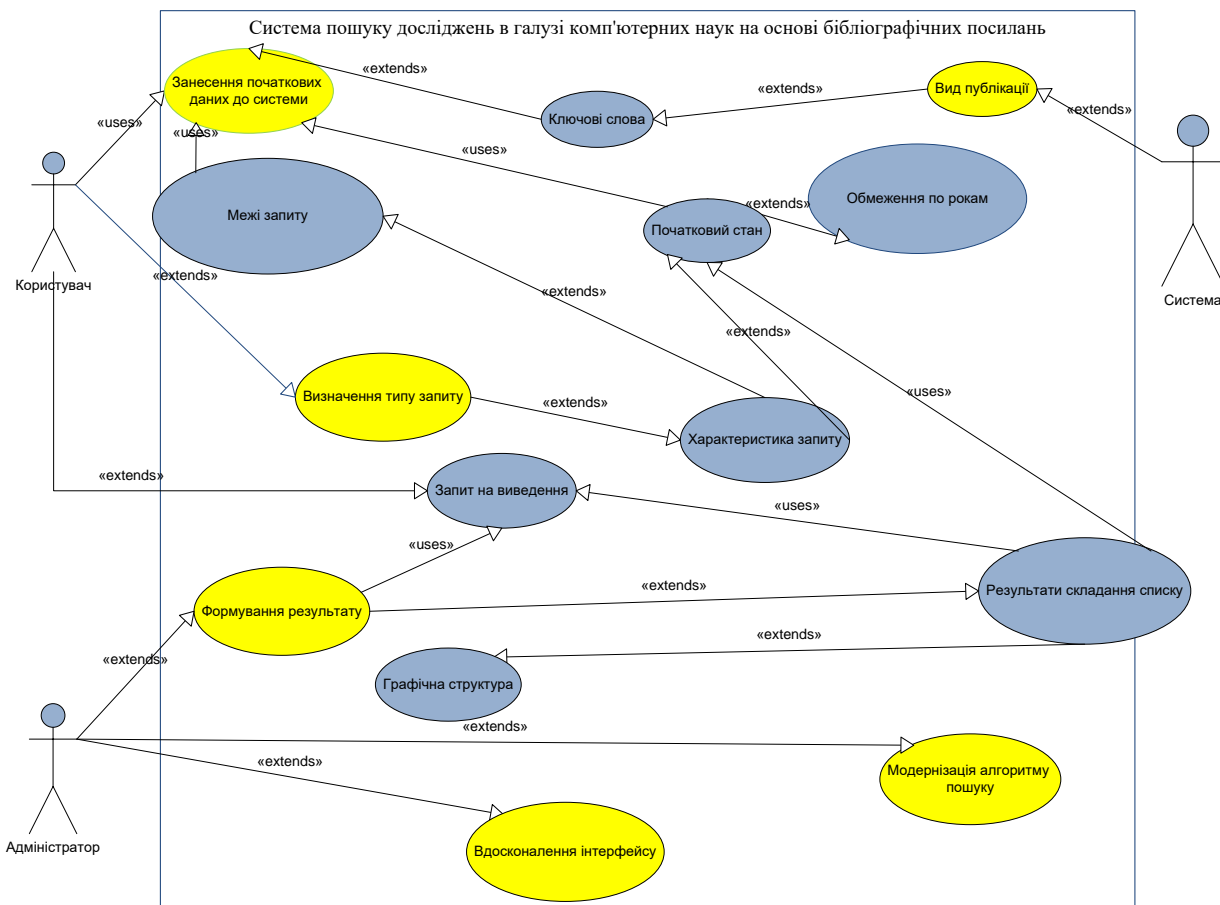 Система пошуку досліджень в галузі комп'ютерних наук на основі бібліографічних посилань
«extends»
Занесення початкових
даних до системи
«extends»
Вид публікації
«extends»
Ключові слова
«uses»
«uses»
«uses»
Межі запиту
«extends»
Обмеження по рокам
Початковий стан
Користувач
«extends»
«extends»
Система
«extends»
«uses»
Визначення типу запиту
«extends»
Характеристика запиту
«extends»
Запит на виведення
«uses»
«uses»
«extends»
Формування результату
Результати складання списку
«extends»
«extends»
Графічна структура
«extends»
«extends»
Модернізація алгоритму
пошуку
Адміністратор
Вдосконалення інтерфейсу